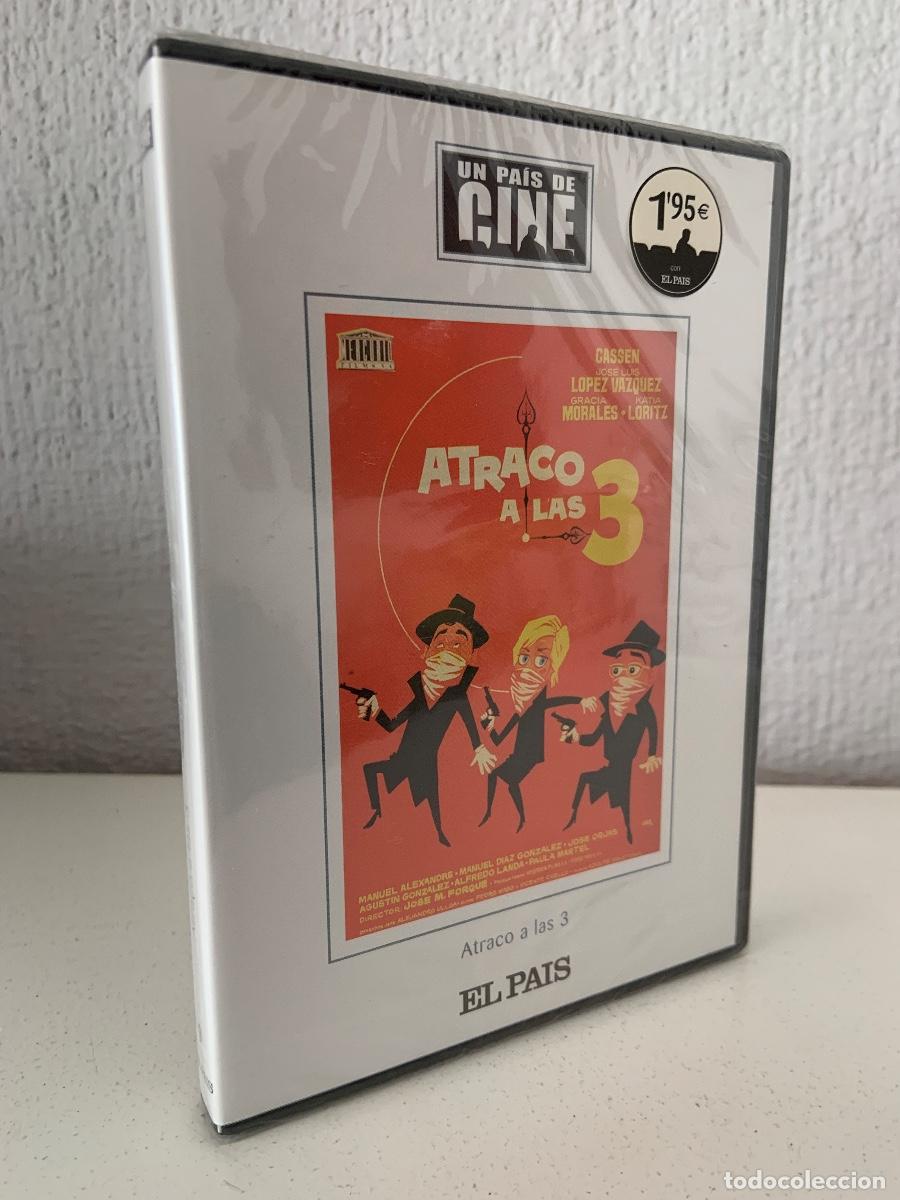 UN PAÍS DE
CINE
1'95€
con
EL PAIS
FILMS
CASSEN
JOSE LUIS
LOPEZ VAZQUEZ
GRACIA KATIA
MORALES · LORITZ
ATRACO
A LAS 3
MANUEL ALEXANDRE · MANUEL DIAZ GONZALEZ · JOSE ORJAS
AGUSTIN GONZALEZ · ALFREDO LANDA · PAULA MARTEL
DIRECTOR: JOSE M. FORQUE
Atraco a las 3
EL PAIS
todocoleccion